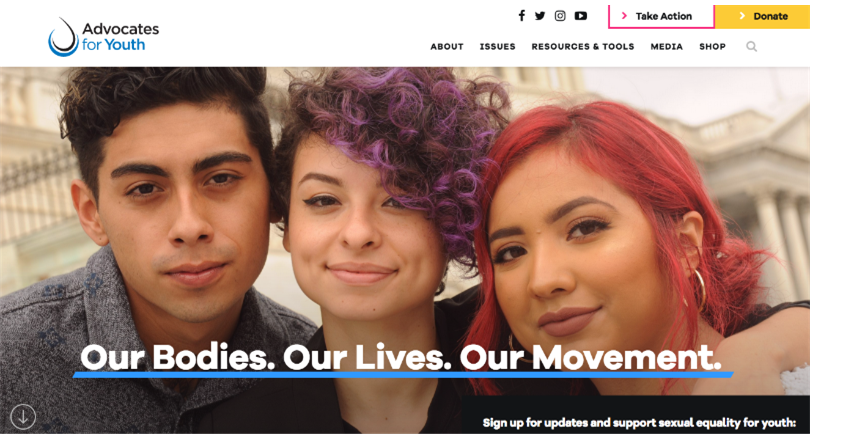 Advocates
for Youth
Take Action
Donate
ABOUT ISSUES RESOURCES & TOOLS MEDIA SHOP
Our Bodies. Our Lives. Our Movement.
Sign up for updates and support sexual equality for youth: